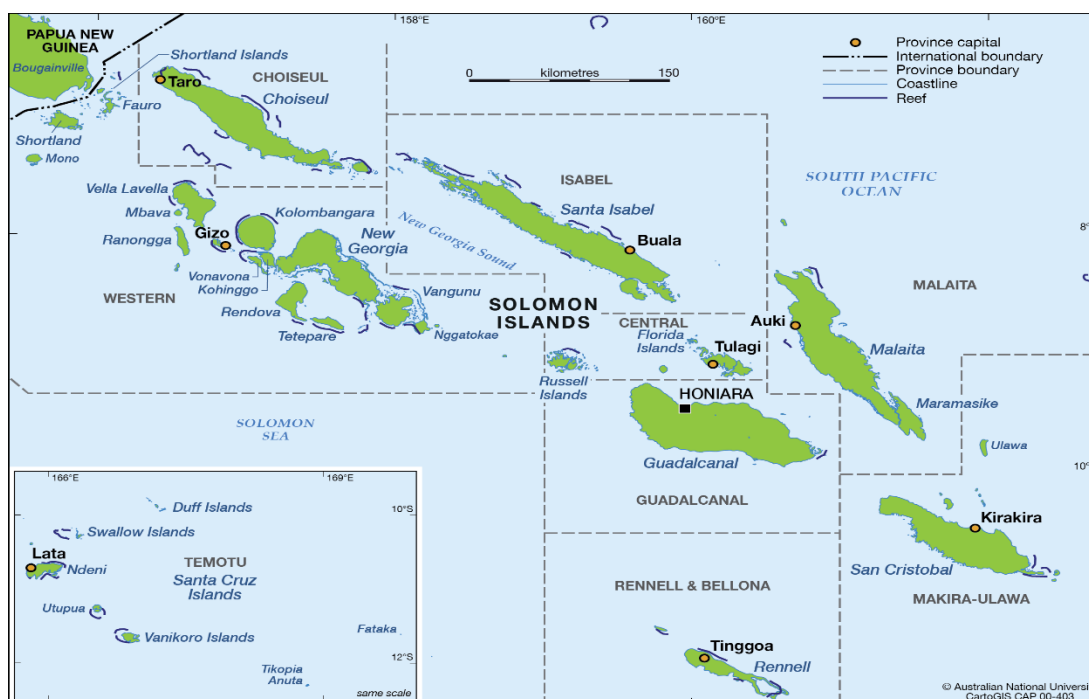 PAPUA NEW
GUINEA
Bougainville
Shortland Islands
Fauro
Shortland
Mono
158°E
160°E
Province capital
International boundary
Province boundary
Coastline
Reef
0 kilometres 150
CHOISEUL
Taro
Choiseul
ISABEL
Santa Isabel
Buala
SOUTH PACIFIC
OCEAN
Vella Lavella
Mbava
Ranongga
Gizo
Kolombangara
New
Georgia
New Georgia Sound
Vonavona
Kohinggo
WESTERN
Rendova
Tetepare
Vangunu
Nggatokae
SOLOMON
ISLANDS
8°
MALAITA
Auki
Malaita
Maramasike
CENTRAL
Florida
Islands
Tulagi
Russell
Islands
HONIARA
Guadalcanal
GUADALCANAL
SOLOMON
SEA
Ulawa
10°
Kirakira
San Cristobal
MAKIRA-ULAWA
RENNELL & BELLONA
Tinggoa
Rennell
166°E
169°E
Duff Islands
10°S
Swallow Islands
Lata
Ndeni
TEMOTU
Santa Cruz
Islands
Utupua
Vanikoro Islands
Fataka
Tikopia
Anuta
12°S
same scale
© Australian National Universi
CartoGIS CAP 00-403